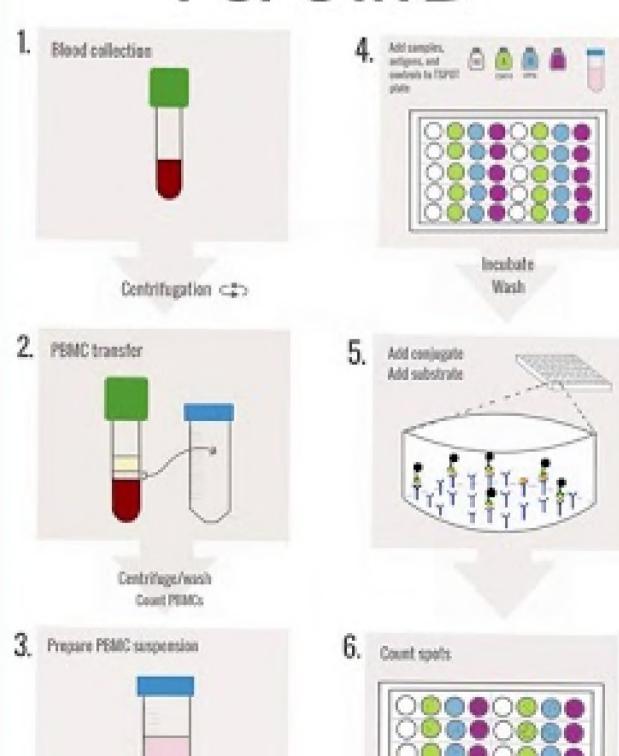 1.
Blood collection
Centrifugation
2.
PBMC transfer
Centrifuge/wash
Count PBMCs
3.
Prepare PBMC suspension
4.
Add samples,
antigens, and
controls to TSPOT
plate
Incubate
Wash
5.
Add conjugate
Add substrate
6.
Count spots